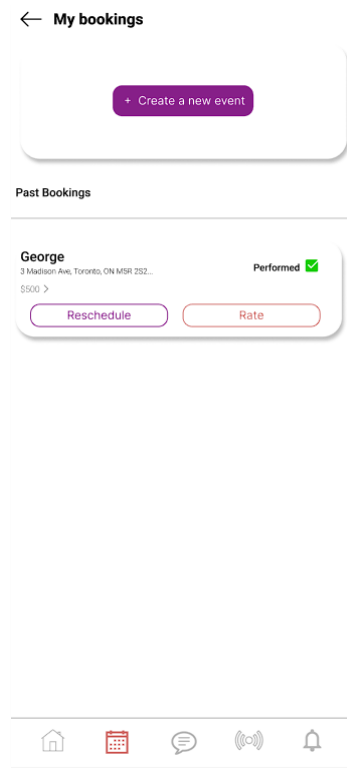 My bookings
+ Create a new event
Past Bookings
George
3 Madison Ave, Toronto, ON M5R 2S2...
Performed
$500 >
Reschedule
Rate